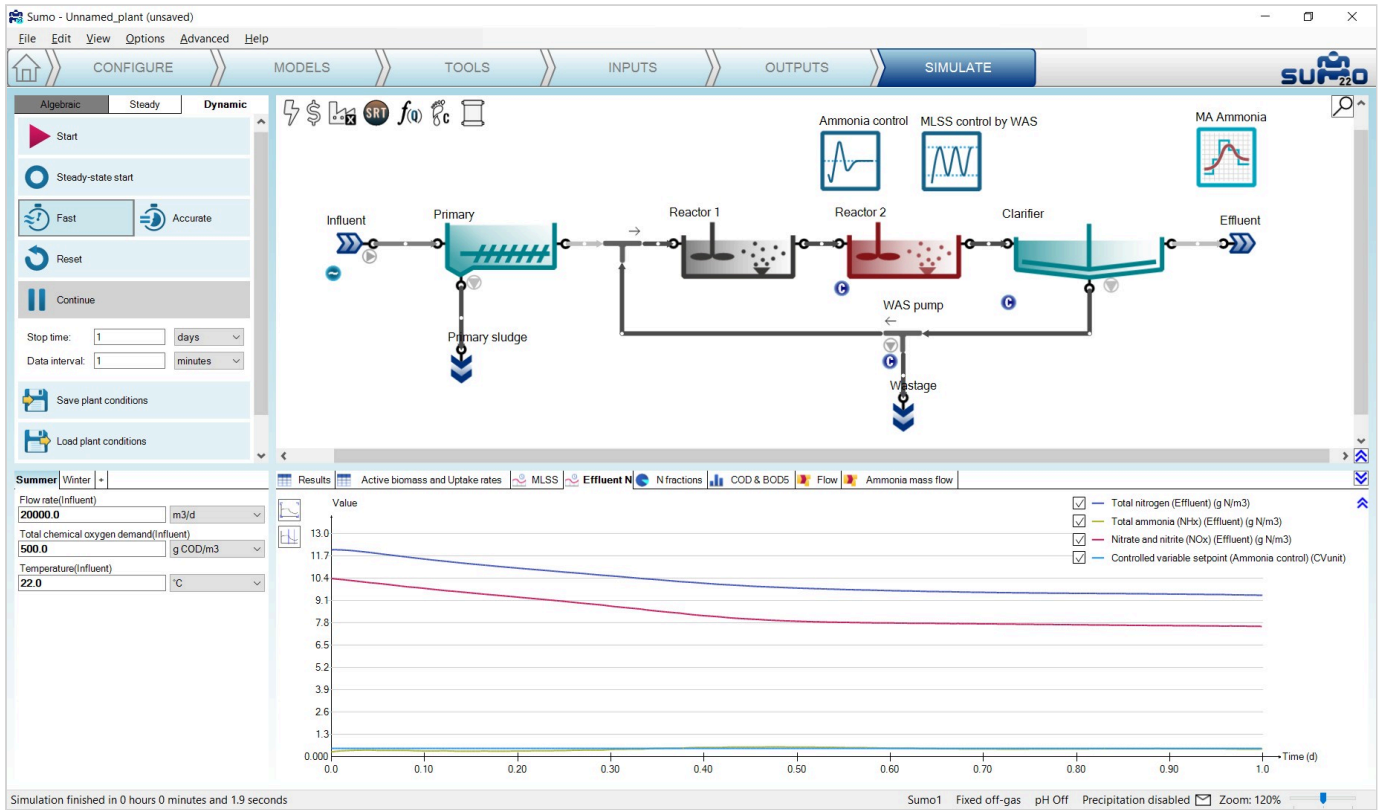 Sumo - Unnamed_plant (unsaved)
File Edit View Options Advanced Help
CONFIGURE MODELS TOOLS INPUTS OUTPUTS SIMULATE
SUMO 22
Algebraic Steady Dynamic
Start
Steady-state start
Fast Accurate
Reset
Continue
Stop time: 1 days
Data interval: 1 minutes
Save plant conditions
Load plant conditions
$ SRT f(Q) C
Ammonia control MLSS control by WAS MA Ammonia
Influent Primary Reactor 1 Reactor 2 Clarifier Effluent
C C
WAS pump
C
Primary sludge
Wastage
Summer Winter +
Flow rate(Influent)
20000.0 m3/d
Total chemical oxygen demand(Influent)
500.0 g COD/m3
Temperature(Influent)
22.0 °C
Results Active biomass and Uptake rates MLSS Effluent N N fractions COD & BOD5 Flow Ammonia mass flow
Value
Total nitrogen (Effluent) (g N/m3)
Total ammonia (NHx) (Effluent) (g N/m3)
Nitrate and nitrite (NOx) (Effluent) (g N/m3)
Controlled variable setpoint (Ammonia control) (CVunit)
13.0
11.7
10.4
9.1
7.8
6.5
5.2
3.9
2.6
1.3
0.000
0.0 0.10 0.20 0.30 0.40 0.50 0.60 0.70 0.80 0.90 1.0
Time (d)
Simulation finished in 0 hours 0 minutes and 1.9 seconds
Sumo1 Fixed off-gas pH Off Precipitation disabled Zoom: 120%